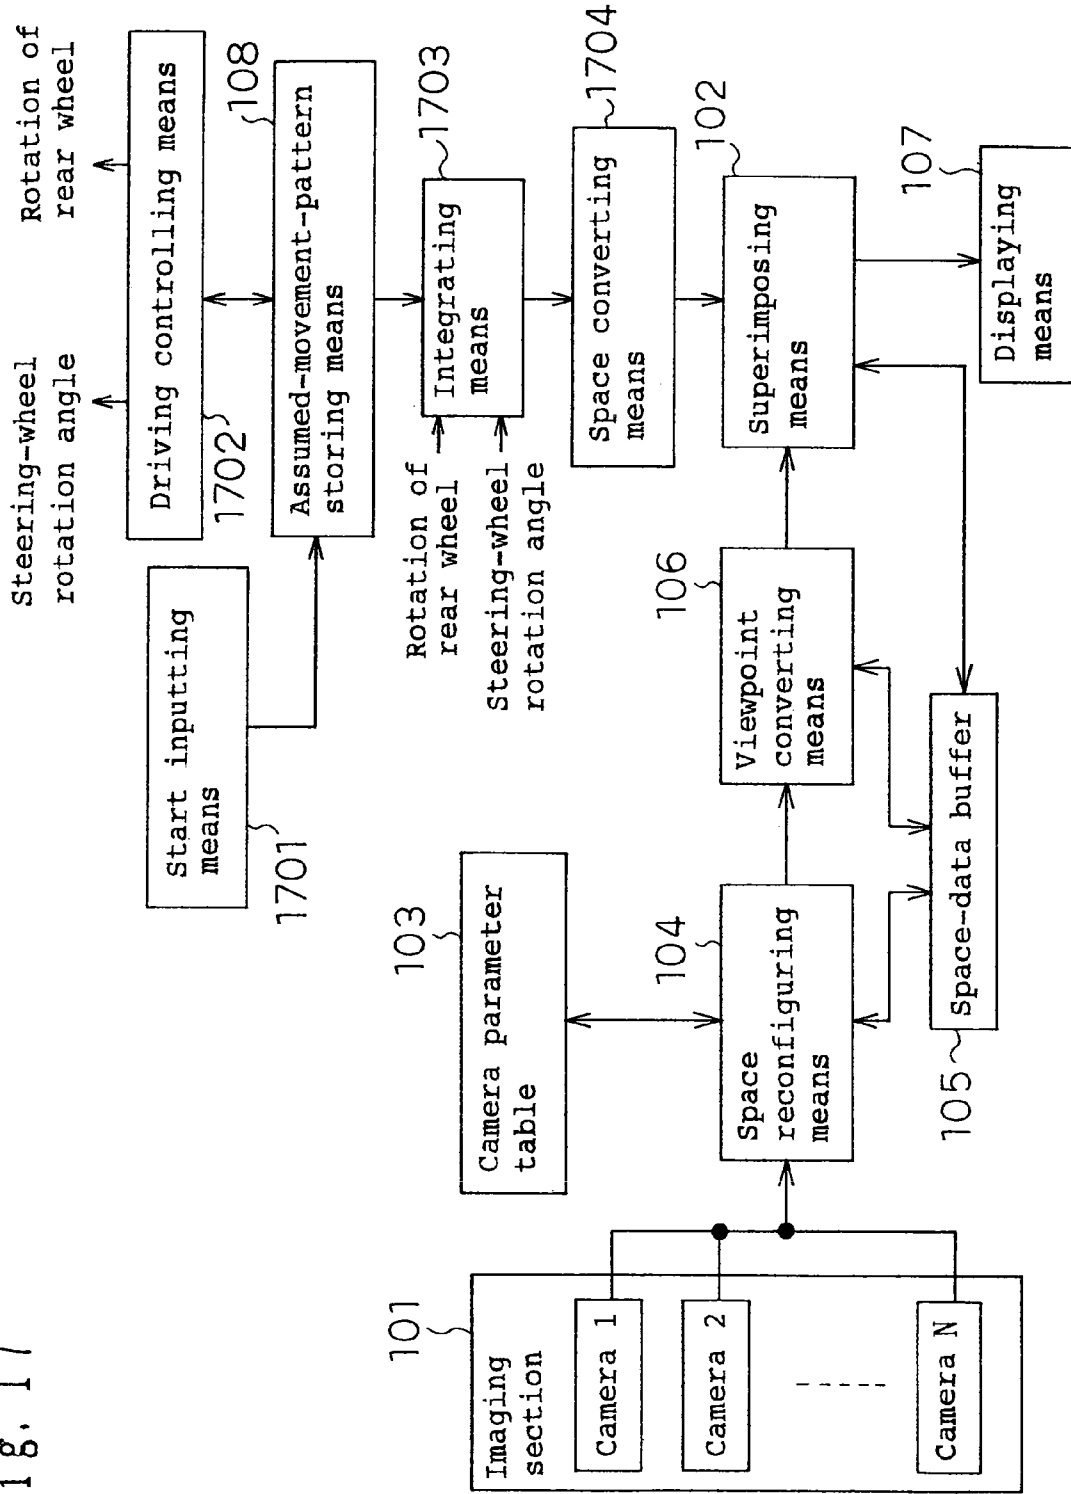 ig. 17
Steering-wheel
rotation angle
Rotation of
rear wheel
Start inputting
means
1701
Driving controlling means
1702
Assumed-movement-pattern
storing means
108
Rotation of
rear wheel
Steering-wheel
rotation angle
Integrating
means
1703
Space converting
means
1704
Camera parameter
table
103
Imaging
section
101
Camera 1
Camera 2
Camera N
Space
reconfiguring
means
104
Viewpoint
converting
means
106
Superimposing
means
102
Space-data buffer
105
Displaying
means
107